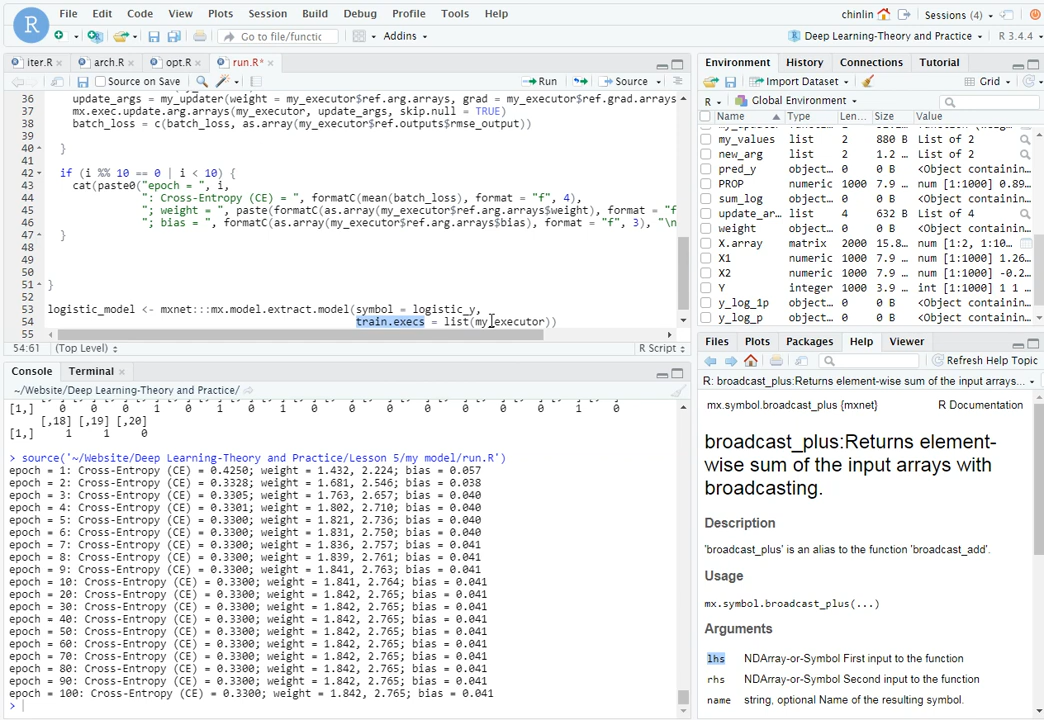 File Edit Code View Plots Session Build Debug Profile Tools Help
chinlin Sessions (4)
Go to file/functic Addins
Deep Learning-Theory and Practice R 3.4.4
iter.R arch.R opt.R run.R*
Source on Save Run Source
36 update_args = my_updater(weight = my_executor$ref.arg.arrays, grad = my_executor$ref.grad.arrays
37 mx.exec.update.arg.arrays(my_executor, update_args, skip.null = TRUE)
38 batch_loss = c(batch_loss, as.array(my_executor$ref.outputs$rmse_output))
39
40 }
41
42 if (i %% 10 == 0 | i < 10) {
43 cat(paste0("epoch = ", i,
44 ": Cross-Entropy (CE) = ", formatC(mean(batch_loss), format = "f", 4),
45 "; weight = ", paste(formatC(as.array(my_executor$ref.arg.arrays$weight), format = "f
46 "; bias = ", formatC(as.array(my_executor$ref.arg.arrays$bias), format = "f", 3), "\n
47 }
48
49
50
51 }
52
53 logistic_model <- mxnet:::mx.model.extract.model(symbol = logistic_y,
54 train.execs = list(my_executor))
55
54:61 (Top Level) R Script
Console Terminal
~/Website/Deep Learning-Theory and Practice/
[1,] 0 0 0 1 0 1 0 1 0 0 0 0 0 0 0 1 0
[,18] [,19] [,20]
[1,] 1 1 0
> source('~/Website/Deep Learning-Theory and Practice/Lesson 5/my model/run.R')
epoch = 1: Cross-Entropy (CE) = 0.4250; weight = 1.432, 2.224; bias = 0.057
epoch = 2: Cross-Entropy (CE) = 0.3328; weight = 1.681, 2.546; bias = 0.038
epoch = 3: Cross-Entropy (CE) = 0.3305; weight = 1.763, 2.657; bias = 0.040
epoch = 4: Cross-Entropy (CE) = 0.3301; weight = 1.802, 2.710; bias = 0.040
epoch = 5: Cross-Entropy (CE) = 0.3300; weight = 1.821, 2.736; bias = 0.040
epoch = 6: Cross-Entropy (CE) = 0.3300; weight = 1.831, 2.750; bias = 0.040
epoch = 7: Cross-Entropy (CE) = 0.3300; weight = 1.836, 2.757; bias = 0.041
epoch = 8: Cross-Entropy (CE) = 0.3300; weight = 1.839, 2.761; bias = 0.041
epoch = 9: Cross-Entropy (CE) = 0.3300; weight = 1.841, 2.763; bias = 0.041
epoch = 10: Cross-Entropy (CE) = 0.3300; weight = 1.841, 2.764; bias = 0.041
epoch = 20: Cross-Entropy (CE) = 0.3300; weight = 1.842, 2.765; bias = 0.041
epoch = 30: Cross-Entropy (CE) = 0.3300; weight = 1.842, 2.765; bias = 0.041
epoch = 40: Cross-Entropy (CE) = 0.3300; weight = 1.842, 2.765; bias = 0.041
epoch = 50: Cross-Entropy (CE) = 0.3300; weight = 1.842, 2.765; bias = 0.041
epoch = 60: Cross-Entropy (CE) = 0.3300; weight = 1.842, 2.765; bias = 0.041
epoch = 70: Cross-Entropy (CE) = 0.3300; weight = 1.842, 2.765; bias = 0.041
epoch = 80: Cross-Entropy (CE) = 0.3300; weight = 1.842, 2.765; bias = 0.041
epoch = 90: Cross-Entropy (CE) = 0.3300; weight = 1.842, 2.765; bias = 0.041
epoch = 100: Cross-Entropy (CE) = 0.3300; weight = 1.842, 2.765; bias = 0.041
>
Environment History Connections Tutorial
Import Dataset Grid
R Global Environment
Name Type Len... Size Value
my_values list 2 880 B List of 2
new_arg list 2 1.2 ... List of 2
pred_y object... 0 0 B <Object containin...
PROP numeric 1000 7.9 ... num [1:1000] 0.89...
sum_log object... 0 0 B <Object containin...
update_ar... list 4 632 B List of 4
weight object... 0 0 B <Object containin...
X.array matrix 2000 15.8... num [1:2, 1:10...
X1 numeric 1000 7.9 ... num [1:1000] 1.26...
X2 numeric 1000 7.9 ... num [1:1000] -0.2...
Y integer 1000 3.9 ... int [1:1000] 1 1 ...
y_log_1p object... 0 0 B <Object containin...
y_log_p object... 0 0 B <Object containin...
Files Plots Packages Help Viewer
Refresh Help Topic
R: broadcast_plus:Returns element-wise sum of the input arrays...
mx.symbol.broadcast_plus {mxnet} R Documentation
broadcast_plus:Returns element-
wise sum of the input arrays with
broadcasting.
Description
'broadcast_plus' is an alias to the function 'broadcast_add'.
Usage
mx.symbol.broadcast_plus(...)
Arguments
lhs NDArray-or-Symbol First input to the function
rhs NDArray-or-Symbol Second input to the function
name string, optional Name of the resulting symbol.